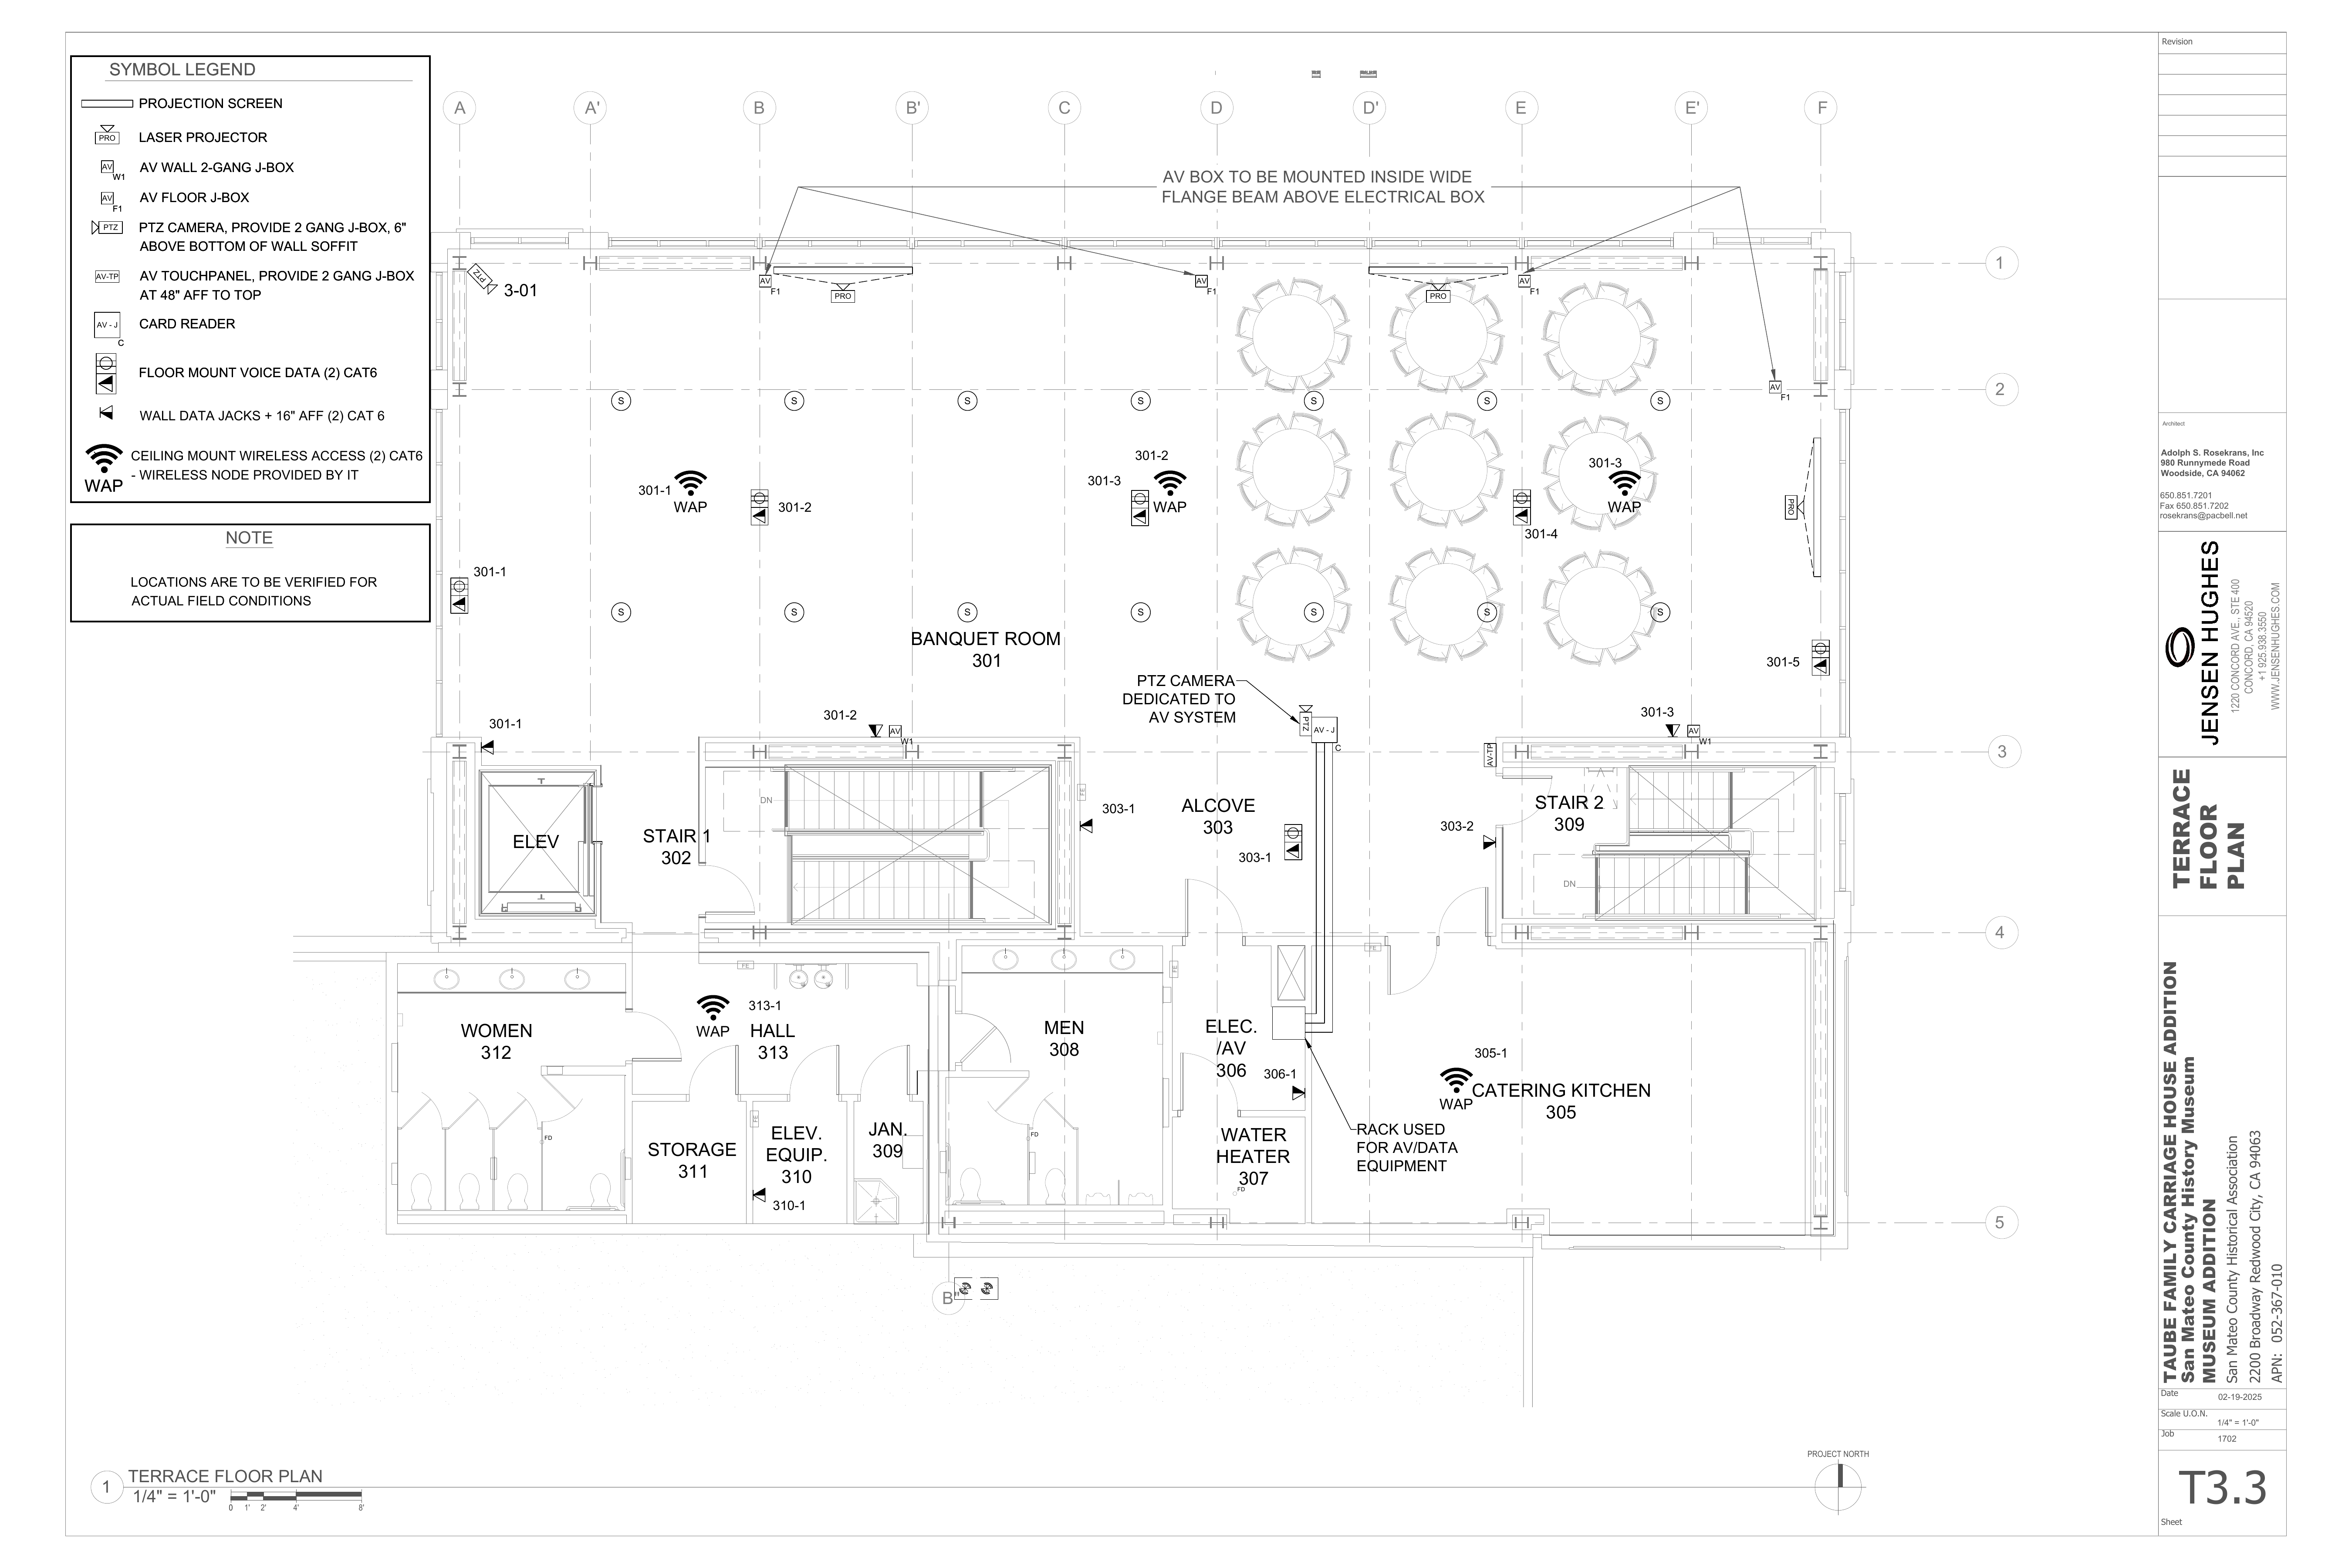 SYMBOL LEGEND
PROJECTION SCREEN
PRO
LASER PROJECTOR
AV
W1
AV WALL 2-GANG J-BOX
AV
F1
AV FLOOR J-BOX
PTZ
PTZ CAMERA, PROVIDE 2 GANG J-BOX, 6"
ABOVE BOTTOM OF WALL SOFFIT
AV-TP
AV TOUCHPANEL, PROVIDE 2 GANG J-BOX
AT 48" AFF TO TOP
AV - J
C
CARD READER
FLOOR MOUNT VOICE DATA (2) CAT6
WALL DATA JACKS + 16" AFF (2) CAT 6
WAP
CEILING MOUNT WIRELESS ACCESS (2) CAT6
- WIRELESS NODE PROVIDED BY IT
NOTE
LOCATIONS ARE TO BE VERIFIED FOR
ACTUAL FIELD CONDITIONS
A
A'
B
B'
C
D
D'
E
E'
F
AV BOX TO BE MOUNTED INSIDE WIDE
FLANGE BEAM ABOVE ELECTRICAL BOX
1
PTZ
3-01
AV
F1
PRO
AV
F1
PRO
AV
F1
2
AV
F1
S
S
S
S
S
S
S
301-1
WAP
301-2
301-3
301-2
WAP
301-4
301-3
WAP
PRO
301-1
S
S
S
S
S
S
S
BANQUET ROOM
301
301-5
PTZ CAMERA
DEDICATED TO
AV SYSTEM
PTZ
AV - J
C
301-1
301-2
AV
W1
301-3
AV
W1
AV-TP
3
ELEV
STAIR 1
302
DN
FE
303-1
ALCOVE
303
303-1
303-2
STAIR 2
309
DN
4
FE
FE
FE
WOMEN
312
WAP
313-1
HALL
313
MEN
308
ELEC.
/AV
306
306-1
305-1
WAP
CATERING KITCHEN
305
RACK USED
FOR AV/DATA
EQUIPMENT
FD
STORAGE
311
FE
ELEV.
EQUIP.
310
310-1
JAN.
309
FD
WATER
HEATER
307
FD
5
B"
1
TERRACE FLOOR PLAN
1/4" = 1'-0"
0 1' 2' 4' 8'
PROJECT NORTH
Revision
Architect
Adolph S. Rosekrans, Inc
980 Runnymede Road
Woodside, CA 94062
650.851.7201
Fax 650.851.7202
rosekrans@pacbell.net
JENSEN HUGHES
1220 CONCORD AVE., STE 400
CONCORD, CA 94520
+1 925.938.3550
WWW.JENSENHUGHES.COM
TERRACE
FLOOR
PLAN
TAUBE FAMILY CARRIAGE HOUSE ADDITION
San Mateo County History Museum
MUSEUM ADDITION
San Mateo County Historical Association
2200 Broadway Redwood City, CA 94063
APN: 052-367-010
Date
02-19-2025
Scale U.O.N.
1/4" = 1'-0"
Job
1702
T3.3
Sheet